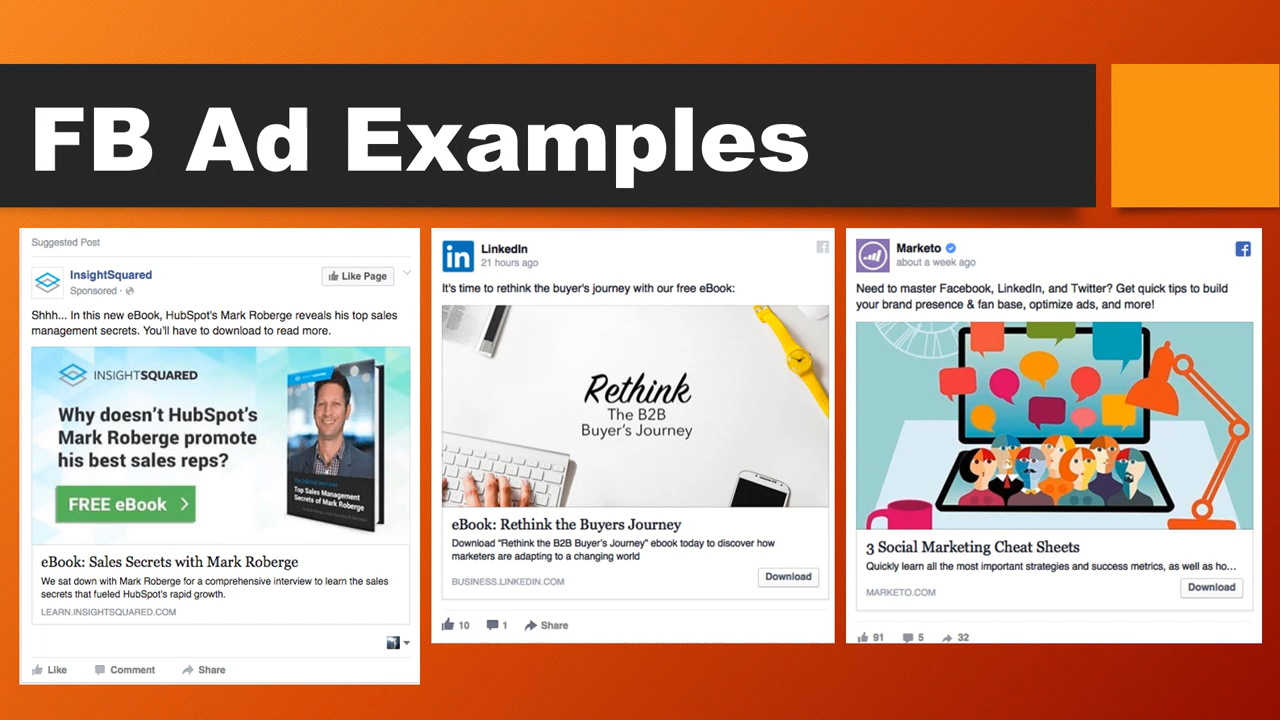 FB Ad Examples
Suggested Post
InsightSquared
Sponsored ·
Like Page
Shhh... In this new eBook, HubSpot's Mark Roberge reveals his top sales
management secrets. You'll have to download to read more.
INSIGHTSQUARED
Why doesn't HubSpot's
Mark Roberge promote
his best sales reps?
FREE eBook
Top Sales Management
Secrets of Mark Roberge
eBook: Sales Secrets with Mark Roberge
We sat down with Mark Roberge for a comprehensive interview to learn the sales
secrets that fueled HubSpot's rapid growth.
LEARN.INSIGHTSQUARED.COM
Like Comment Share
in
LinkedIn
21 hours ago
It's time to rethink the buyer's journey with our free eBook:
Rethink
The B2B
Buyer's Journey
eBook: Rethink the Buyers Journey
Download "Rethink the B2B Buyer's Journey" ebook today to discover how
marketers are adapting to a changing world
BUSINESS.LINKEDIN.COM
Download
10 1 Share
Marketo
about a week ago
Need to master Facebook, LinkedIn, and Twitter? Get quick tips to build
your brand presence & fan base, optimize ads, and more!
3 Social Marketing Cheat Sheets
Quickly learn all the most important strategies and success metrics, as well as ho...
MARKETO.COM
Download
91 5 32